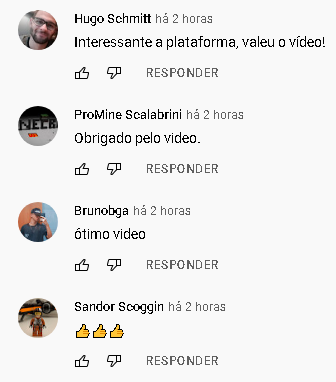 Hugo Schmitt há 2 horas
Interessante a plataforma, valeu o vídeo!
RESPONDER
ProMine Scalabrini há 2 horas
Obrigado pelo video.
RESPONDER
Brunobga há 2 horas
ótimo video
RESPONDER
Sandor Scoggin há 2 horas
👍👍👍
RESPONDER